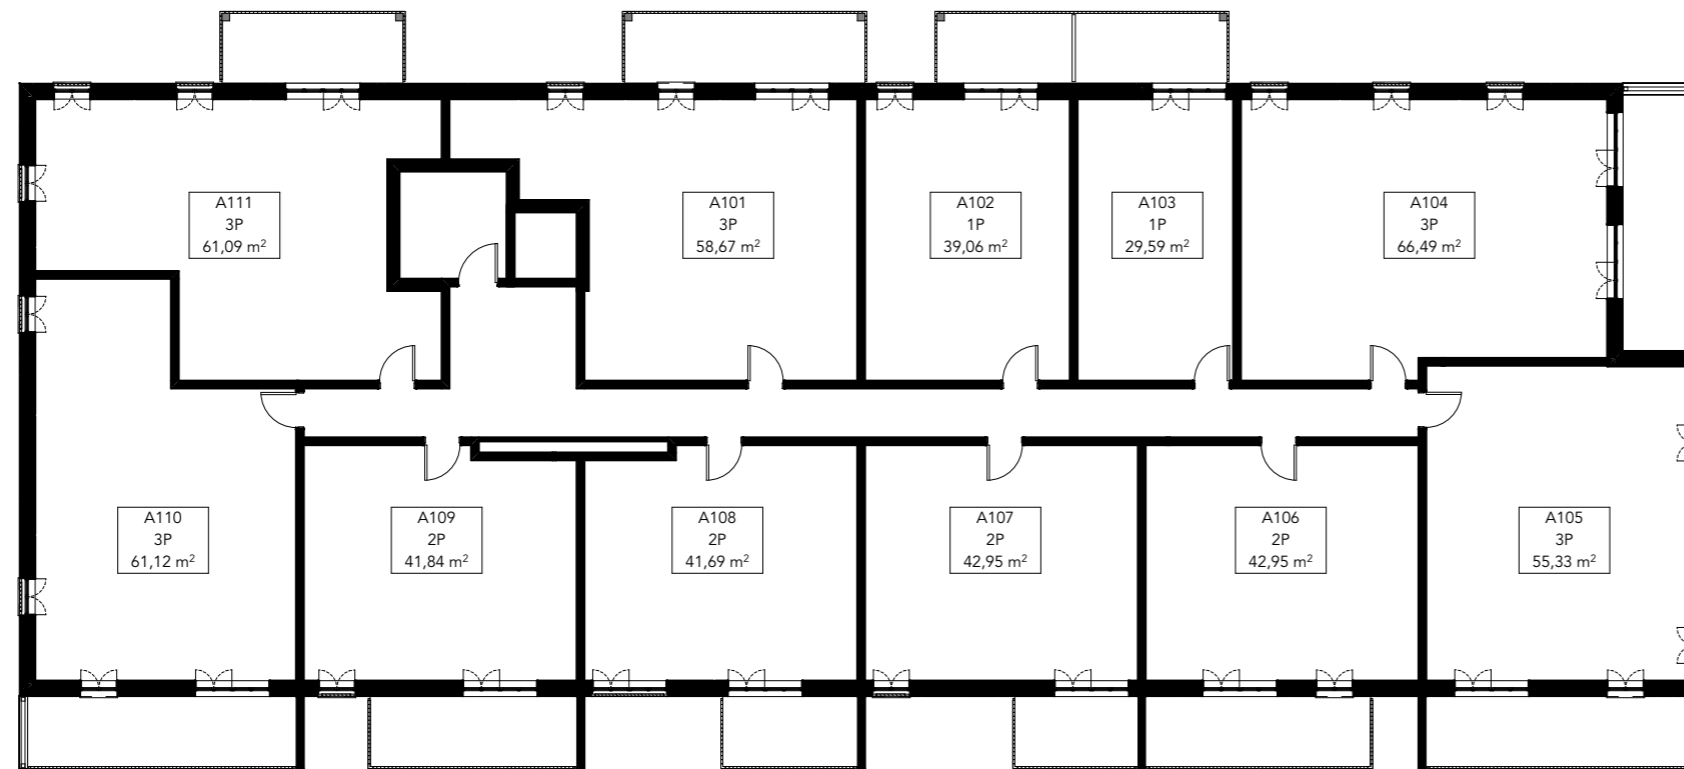 A111
3P
61,09 m²
A101
3P
58,67 m²
A102
1P
39,06 m²
A103
1P
29,59 m²
A104
3P
66,49 m²
A110
3P
61,12 m²
A109
2P
41,84 m²
A108
2P
41,69 m²
A107
2P
42,95 m²
A106
2P
42,95 m²
A105
3P
55,33 m²